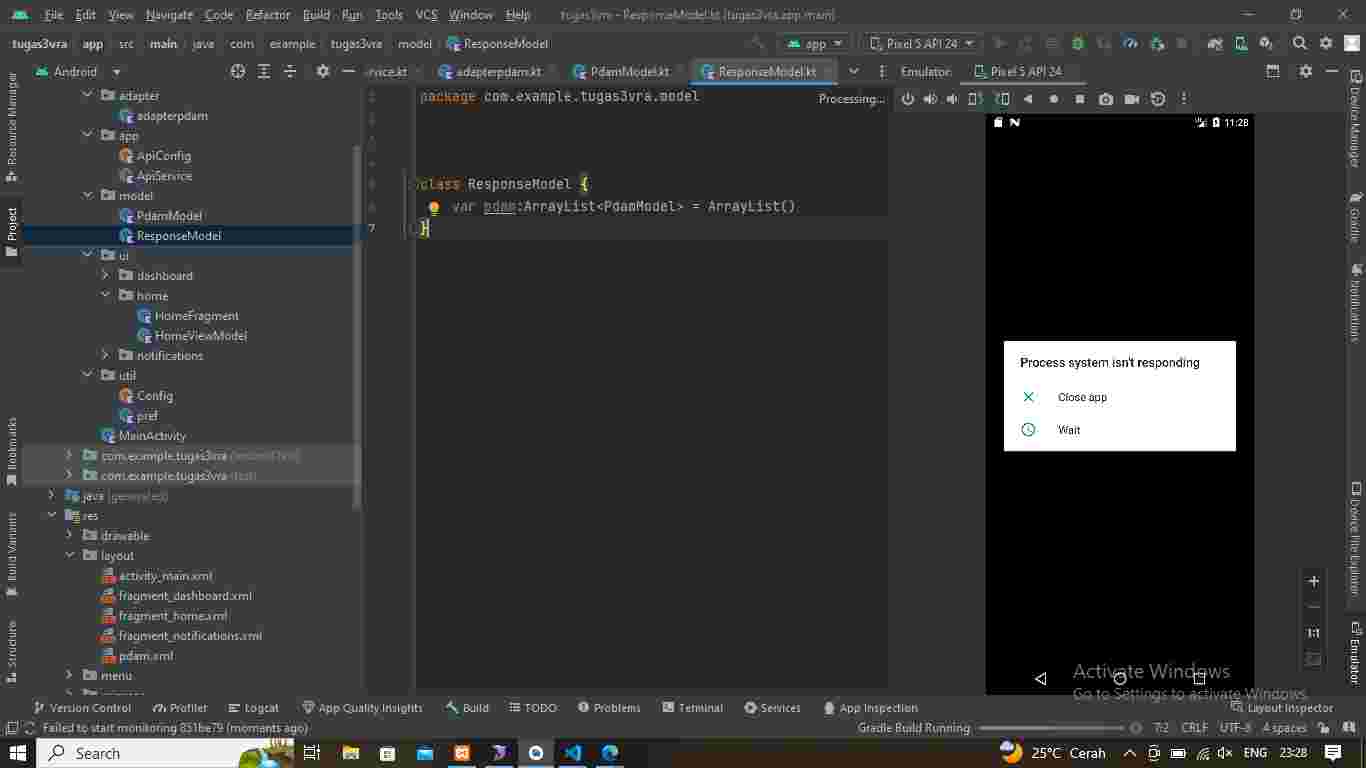 File Edit View Navigate Code Refactor Build Run Tools VCS Window Help tugas3vra - ResponseModel.kt [tugas3vra.app.main]
tugas3vra app src main java com example tugas3vra model ResponseModel app Pixel 5 API 24
Android rvice.kt adapterpdam.kt PdamModel.kt ResponseModel.kt Emulator: Pixel 5 API 24
Resource Manager
Project
Bookmarks
Build Variants
Structure
adapter
adapterpdam
app
ApiConfig
ApiService
model
PdamModel
ResponseModel
ui
dashboard
home
HomeFragment
HomeViewModel
notifications
util
Config
pref
MainActivity
com.example.tugas3vra (androidTest)
com.example.tugas3vra (test)
java (generated)
res
drawable
layout
activity_main.xml
fragment_dashboard.xml
fragment_home.xml
fragment_notifications.xml
pdam.xml
menu
package com.example.tugas3vra.model
Processing...
class ResponseModel {
var pdam:ArrayList<PdamModel> = ArrayList()
7 }
11:28
Process system isn't responding
Close app
Wait
1:1
Device Manager
Gradle
Notifications
Device File Explorer
Emulator
Activate Windows
Go to Settings to activate Windows.
Version Control Profiler Logcat App Quality Insights Build TODO Problems Terminal Services App Inspection Layout Inspector
Failed to start monitoring 851be79 (moments ago) Gradle Build Running 7:2 CRLF UTF-8 4 spaces
Search 25°C Cerah ENG 23:28